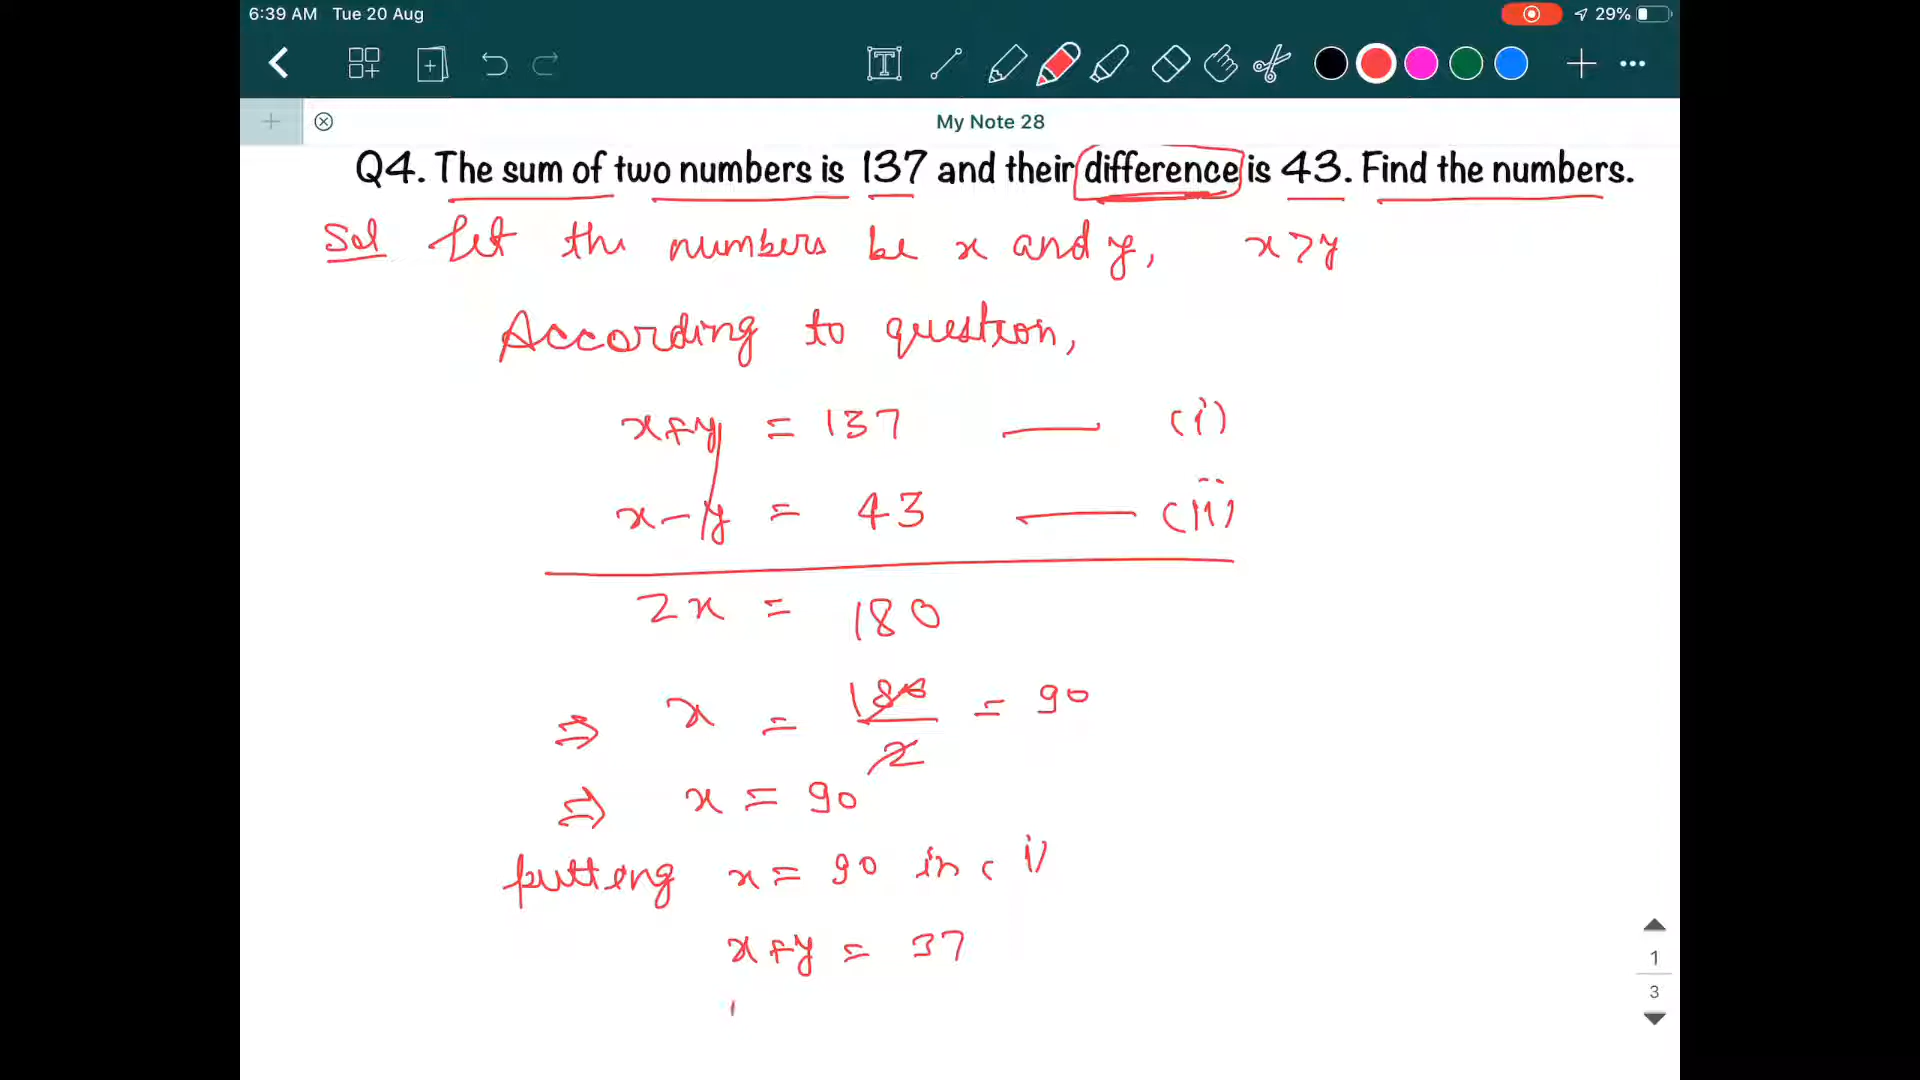 6:39 AM Tue 20 Aug
29%
My Note 28
Q4. The sum of two numbers is 137 and their difference is 43. Find the numbers.
Sol Let the numbers be x and y, x>y
According to question,
x+y = 137 —— (i)
x-y = 43 —— (ii)
2x = 180
⇒ x = 180/2 = 90
⇒ x = 90
putting x = 90 in (i)
x+y = 37
1
3